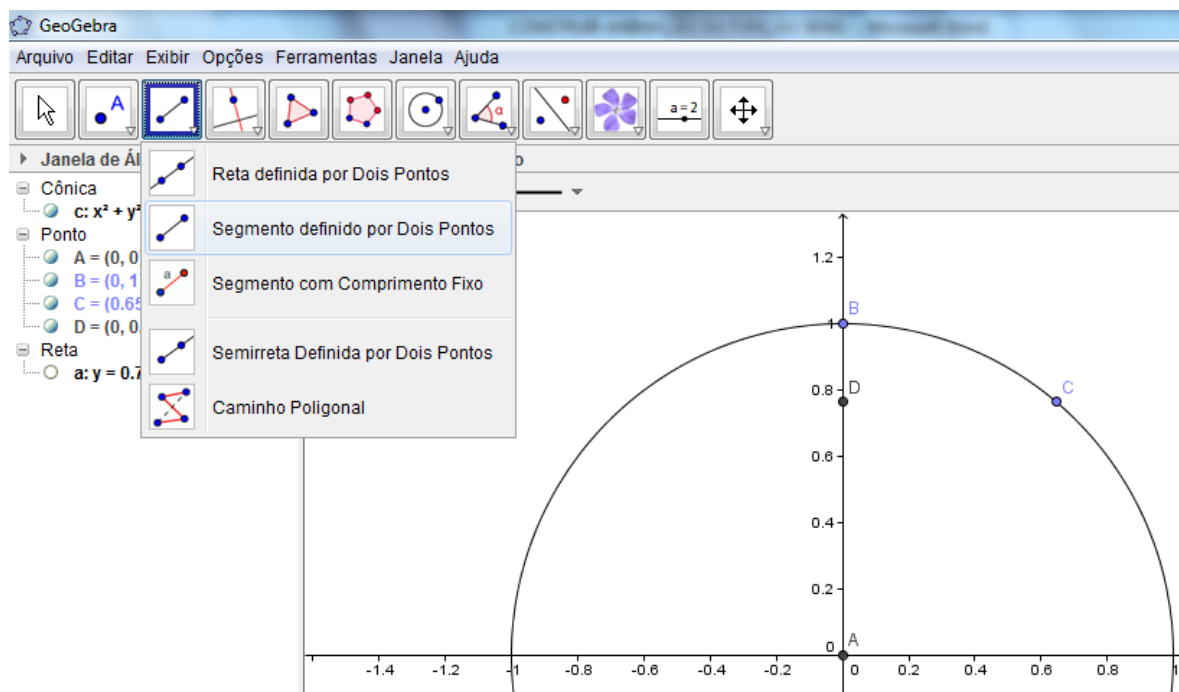 GeoGebra
Arquivo Editar Exibir Opções Ferramentas Janela Ajuda
A
α
a = 2
Janela de Ál
o
Cônica
c: x² + y²
Ponto
A = (0, 0
B = (0, 1
C = (0.65
D = (0, 0.
Reta
a: y = 0.7
Reta definida por Dois Pontos
Segmento definido por Dois Pontos
a
Segmento com Comprimento Fixo
Semirreta Definida por Dois Pontos
Caminho Poligonal
1.2
B
1
0.8
D
C
0.6
0.4
0.2
0
A
-1.4 -1.2 -1 -0.8 -0.6 -0.4 -0.2 0 0.2 0.4 0.6 0.8 1